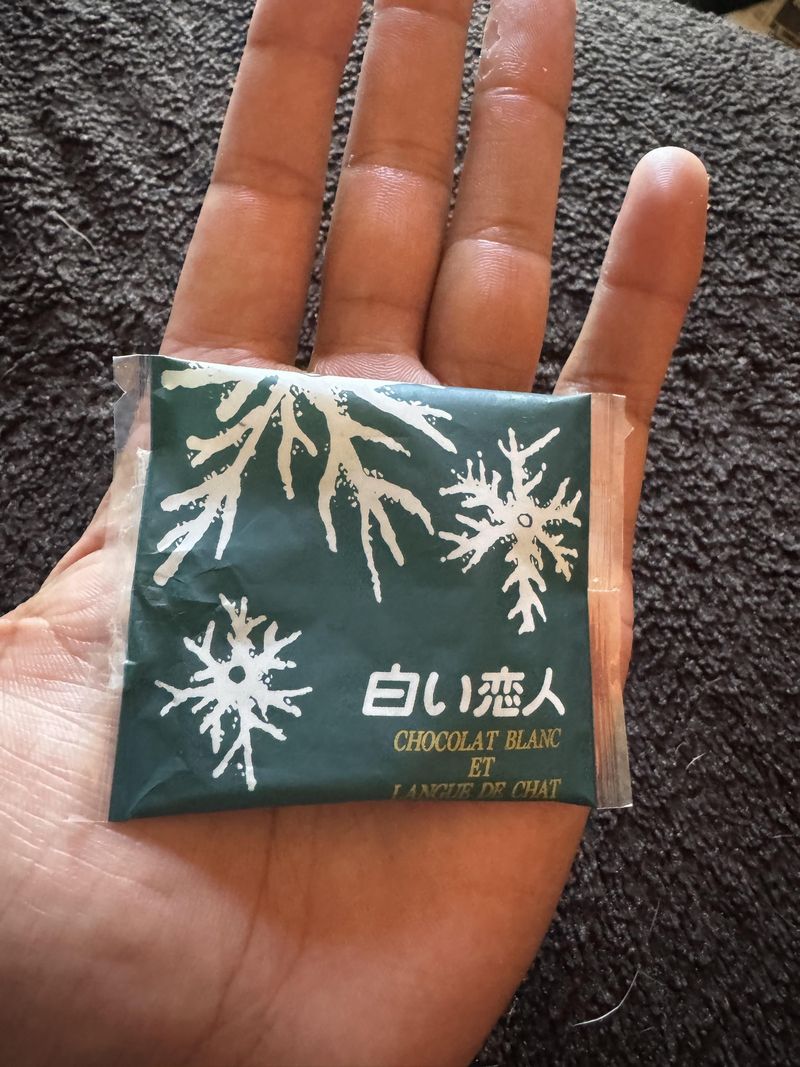 白い恋人
CHOCOLAT BLANC
ET
LANGUE DE CHAT